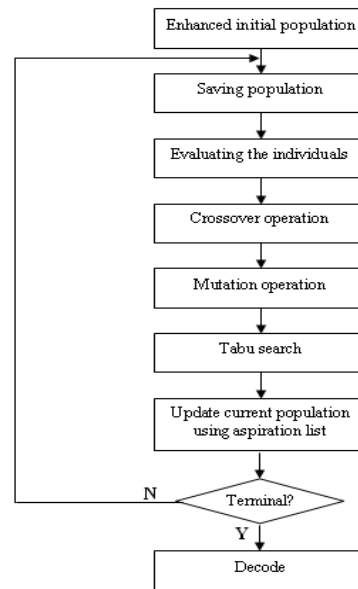 Enhanced initial population
Saving population
Evaluating the individuals
Crossover operation
Mutation operation
Tabu search
Update current population
using aspiration list
N
Terminal?
Y
Decode